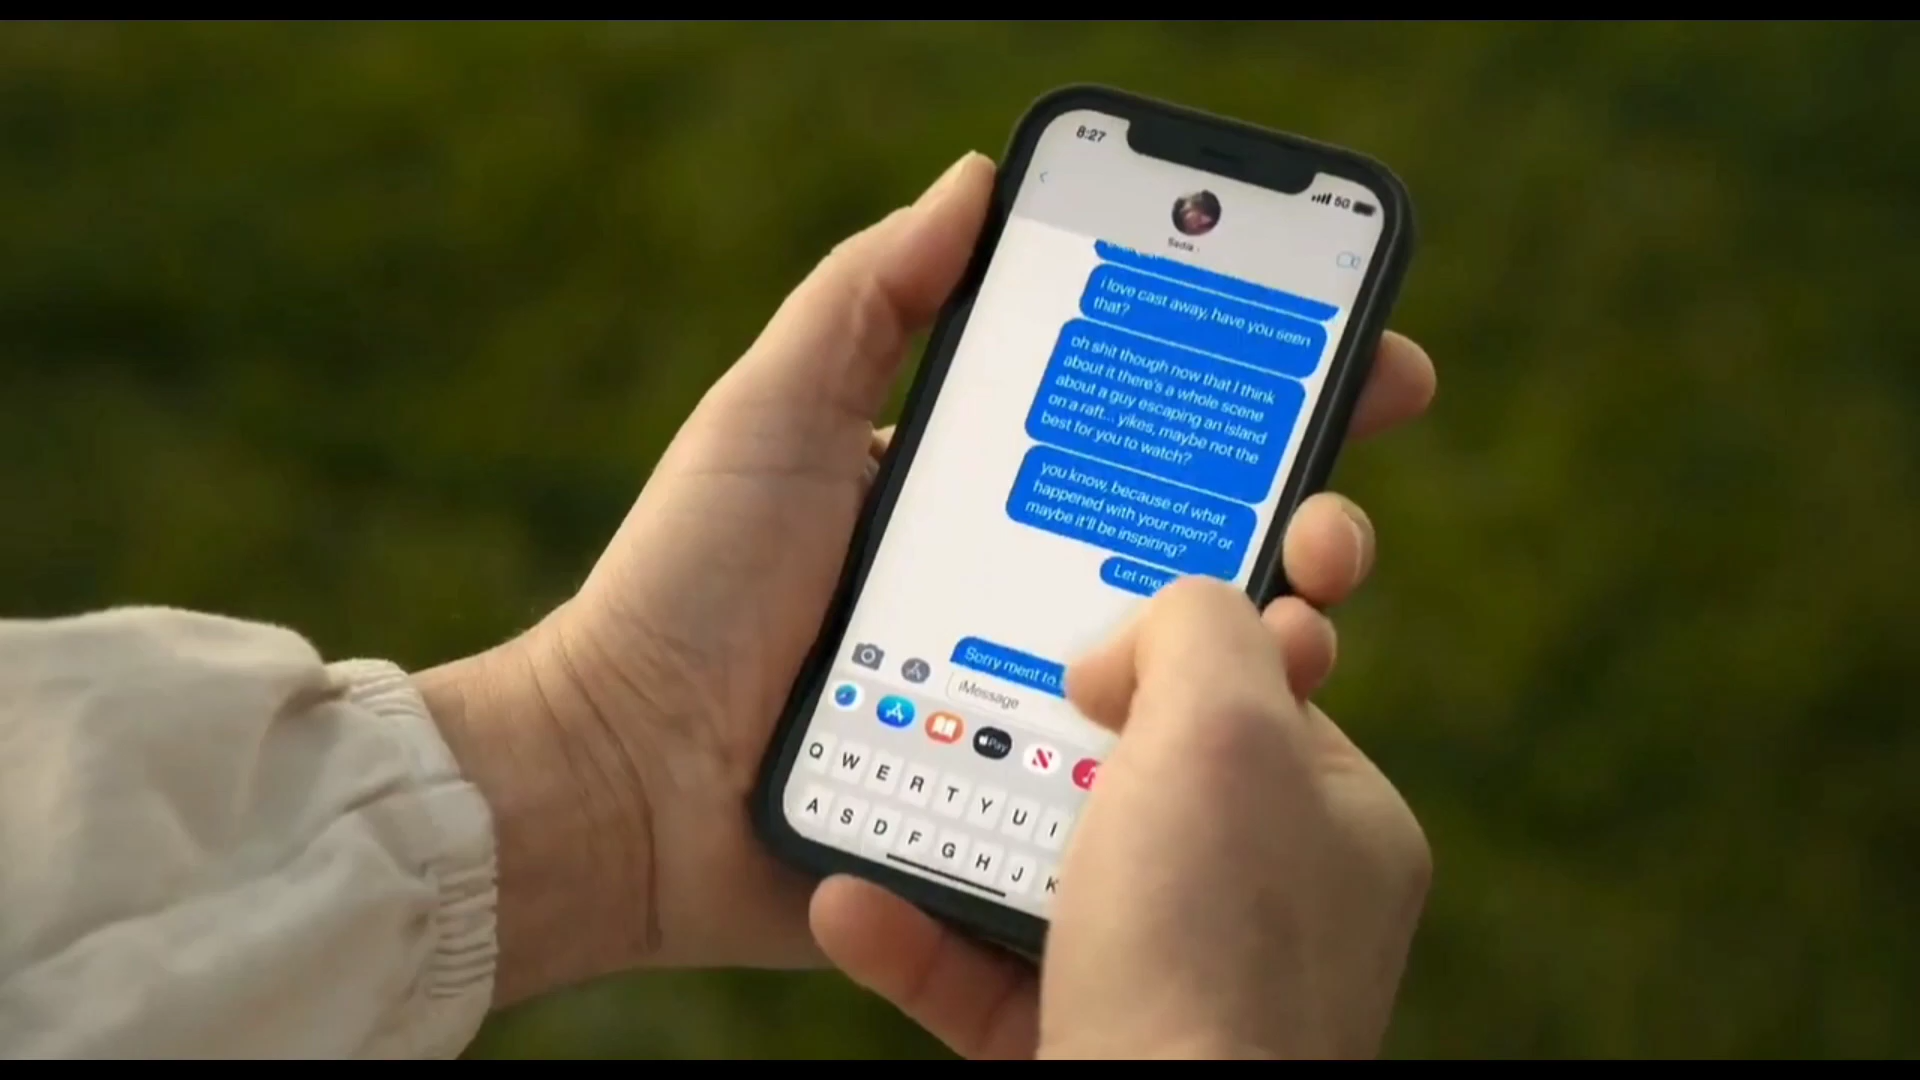 8:27
5G
i love cast away, have you seen
that?
oh shit though now that I think
about it there's a whole scene
about a guy escaping an island
on a raft... yikes, maybe not the
best for you to watch?
you know, because of what
happened with your mom? or
maybe it'll be inspiring?
Let me
Sorry ment to
iMessage
Pay
Q W E R T Y U I
A S D F G H J K